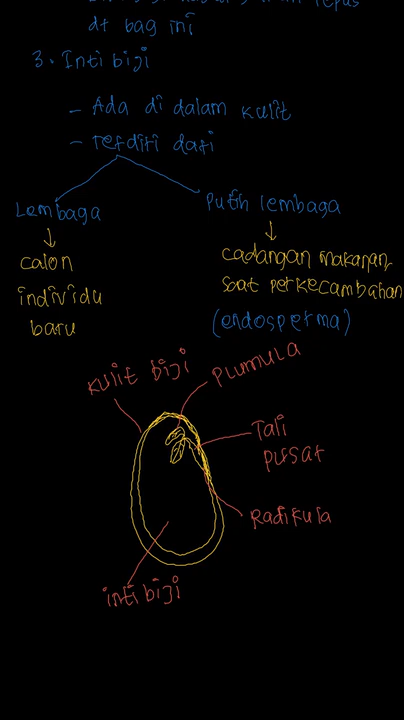 dt bag ini
3. Inti biji
- Ada di dalam kulit
- Terdiri dari
Lembaga
Putih lembaga
calon
individu
baru
cadangan makanan,
saat perkecambahan
(endosperma)
Kulit biji
PLUMULA
Tali
pusat
Radikula
inti biji